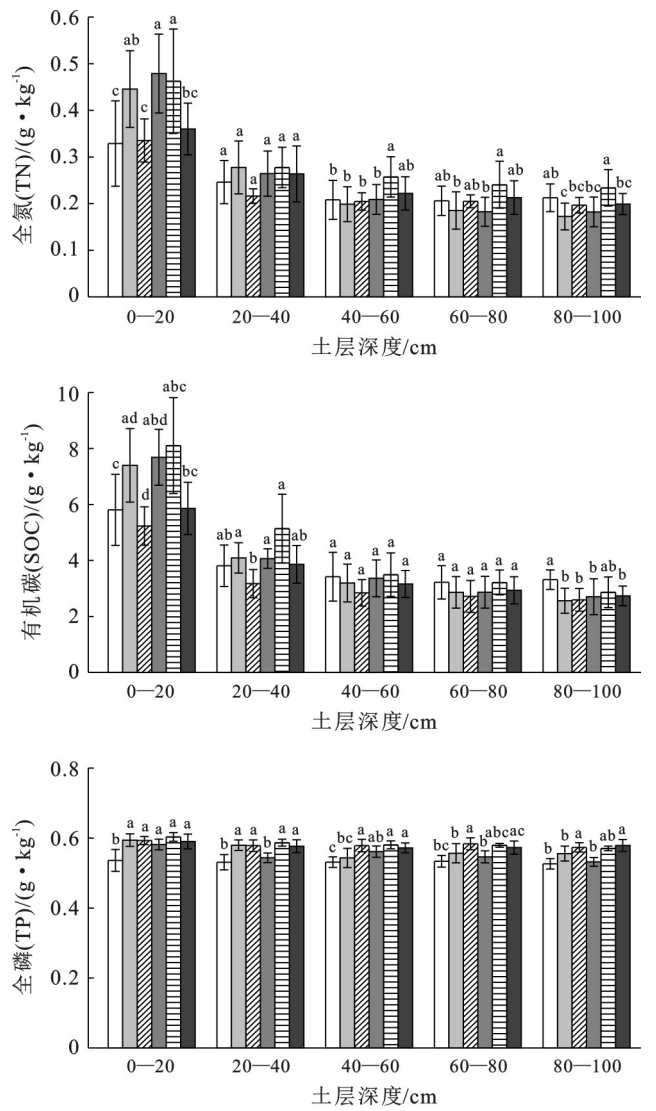 0.6
0.5
0.4
0.3
0.2
0.1
0
全氮(TN)/(g·kg⁻¹)
c ab c a a bc
a a a a a a
b b b b a ab
ab b ab b a ab
ab c bc bc a bc
0—20 20—40 40—60 60—80 80—100
土层深度/cm
10
8
6
4
2
0
有机碳(SOC)/(g·kg⁻¹)
c ad d abd abc bc
ab a b a a ab
a a a a a a
a a a a a a
a b b b ab b
0—20 20—40 40—60 60—80 80—100
土层深度/cm
0.8
0.6
0.4
0.2
0
全磷(TP)/(g·kg⁻¹)
b a a a a a
b a a b a a
c bc a ab a a
bc b a b abc ac
b b a b ab a
0—20 20—40 40—60 60—80 80—100
土层深度/cm